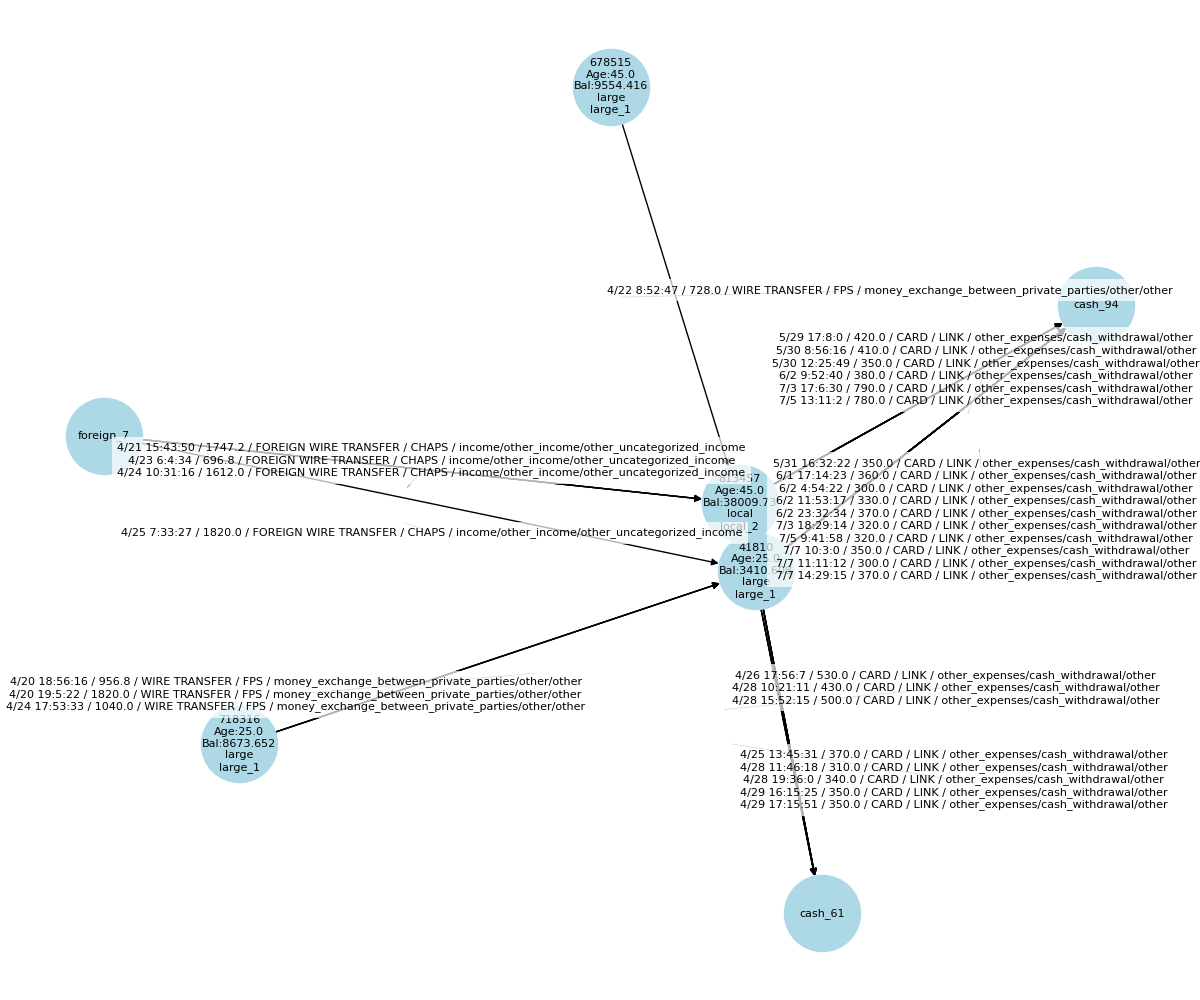 678515
Age:45.0
Bal:9554.416
large
large_1
4/22 8:52:47 / 728.0 / WIRE TRANSFER / FPS / money_exchange_between_private_parties/other/other
cash_94
5/29 17:8:0 / 420.0 / CARD / LINK / other_expenses/cash_withdrawal/other
5/30 8:56:16 / 410.0 / CARD / LINK / other_expenses/cash_withdrawal/other
5/30 12:25:49 / 350.0 / CARD / LINK / other_expenses/cash_withdrawal/other
6/2 9:52:40 / 380.0 / CARD / LINK / other_expenses/cash_withdrawal/other
7/3 17:6:30 / 790.0 / CARD / LINK / other_expenses/cash_withdrawal/other
7/5 13:11:2 / 780.0 / CARD / LINK / other_expenses/cash_withdrawal/other
foreign_7
4/21 15:43:50 / 1747.2 / FOREIGN WIRE TRANSFER / CHAPS / income/other_income/other_uncategorized_income
4/23 6:4:34 / 696.8 / FOREIGN WIRE TRANSFER / CHAPS / income/other_income/other_uncategorized_income
4/24 10:31:16 / 1612.0 / FOREIGN WIRE TRANSFER / CHAPS / income/other_income/other_uncategorized_income
Age:45.0
local
local_2
5/31 16:32:22 / 350.0 / CARD / LINK / other_expenses/cash_withdrawal/other
6/1 17:14:23 / 360.0 / CARD / LINK / other_expenses/cash_withdrawal/other
6/2 4:54:22 / 300.0 / CARD / LINK / other_expenses/cash_withdrawal/other
6/2 11:53:17 / 330.0 / CARD / LINK / other_expenses/cash_withdrawal/other
6/2 23:32:34 / 370.0 / CARD / LINK / other_expenses/cash_withdrawal/other
7/3 18:29:14 / 320.0 / CARD / LINK / other_expenses/cash_withdrawal/other
7/5 9:41:58 / 320.0 / CARD / LINK / other_expenses/cash_withdrawal/other
7/7 10:3:0 / 350.0 / CARD / LINK / other_expenses/cash_withdrawal/other
7/7 11:11:12 / 300.0 / CARD / LINK / other_expenses/cash_withdrawal/other
7/7 14:29:15 / 370.0 / CARD / LINK / other_expenses/cash_withdrawal/other
4/25 7:33:27 / 1820.0 / FOREIGN WIRE TRANSFER / CHAPS / income/other_income/other_uncategorized_income
41810
Age:25.0
large
large_1
4/20 18:56:16 / 956.8 / WIRE TRANSFER / FPS / money_exchange_between_private_parties/other/other
4/20 19:5:22 / 1820.0 / WIRE TRANSFER / FPS / money_exchange_between_private_parties/other/other
4/24 17:53:33 / 1040.0 / WIRE TRANSFER / FPS / money_exchange_between_private_parties/other/other
718316
Age:25.0
Bal:8673.652
large
large_1
4/26 17:56:7 / 530.0 / CARD / LINK / other_expenses/cash_withdrawal/other
4/28 10:21:11 / 430.0 / CARD / LINK / other_expenses/cash_withdrawal/other
4/28 15:52:15 / 500.0 / CARD / LINK / other_expenses/cash_withdrawal/other
4/25 13:45:31 / 370.0 / CARD / LINK / other_expenses/cash_withdrawal/other
4/28 11:46:18 / 310.0 / CARD / LINK / other_expenses/cash_withdrawal/other
4/28 19:36:0 / 340.0 / CARD / LINK / other_expenses/cash_withdrawal/other
4/29 16:15:25 / 350.0 / CARD / LINK / other_expenses/cash_withdrawal/other
4/29 17:15:51 / 350.0 / CARD / LINK / other_expenses/cash_withdrawal/other
cash_61